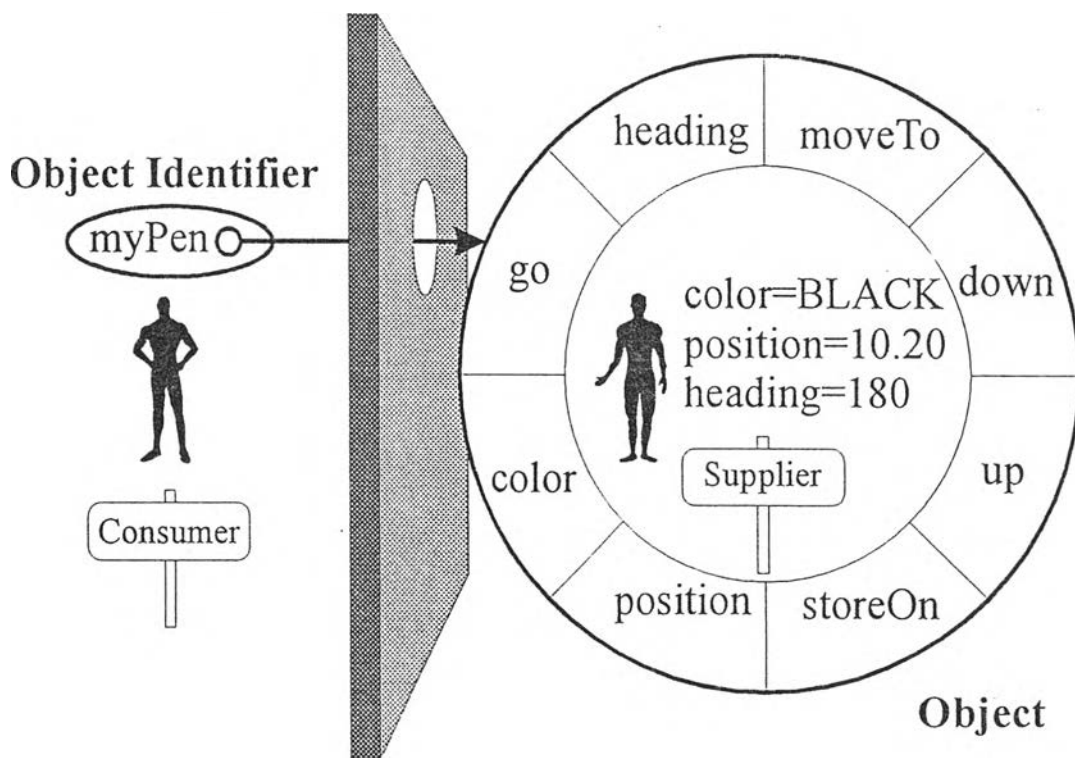 Object Identifier
myPen
Consumer
heading
moveTo
go
down
color=BLACK
position=10.20
heading=180
color
Supplier
up
position
storeOn
Object